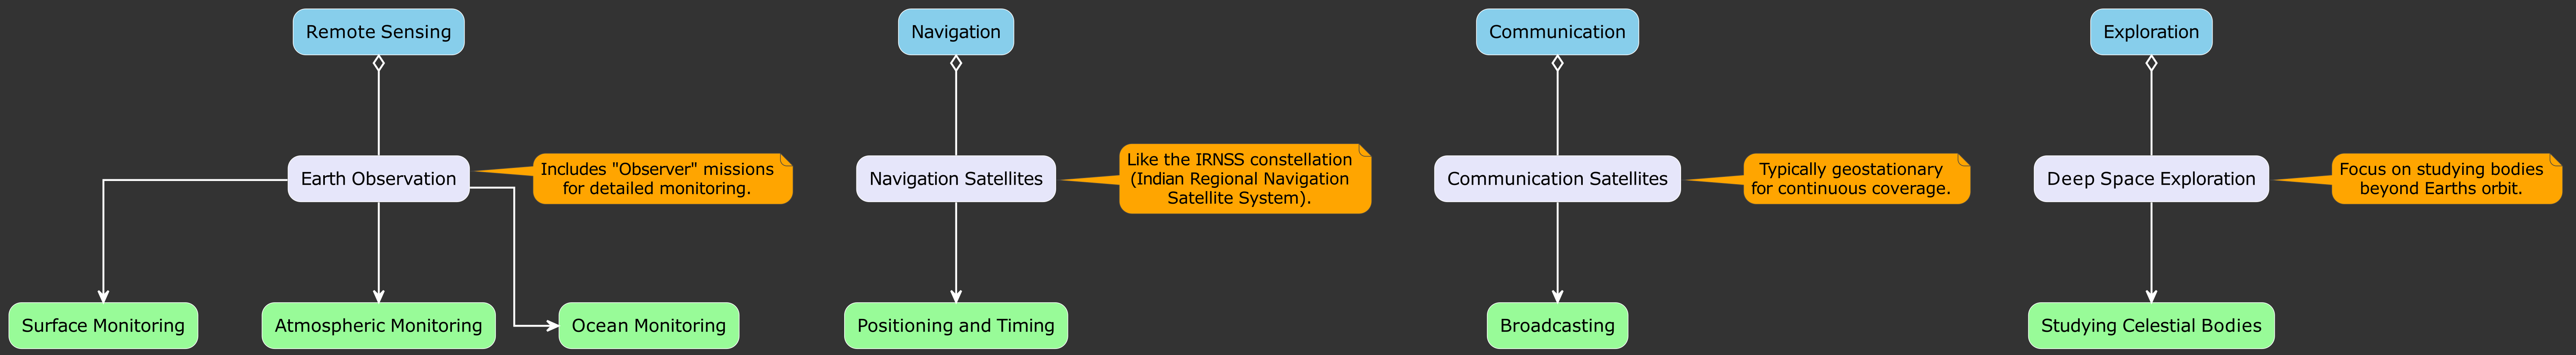 Remote Sensing
Navigation
Communication
Exploration
Earth Observation
Includes "Observer" missions
for detailed monitoring.
Navigation Satellites
Like the IRNSS constellation
(Indian Regional Navigation
Satellite System).
Communication Satellites
Typically geostationary
for continuous coverage.
Deep Space Exploration
Focus on studying bodies
beyond Earths orbit.
Surface Monitoring
Atmospheric Monitoring
Ocean Monitoring
Positioning and Timing
Broadcasting
Studying Celestial Bodies